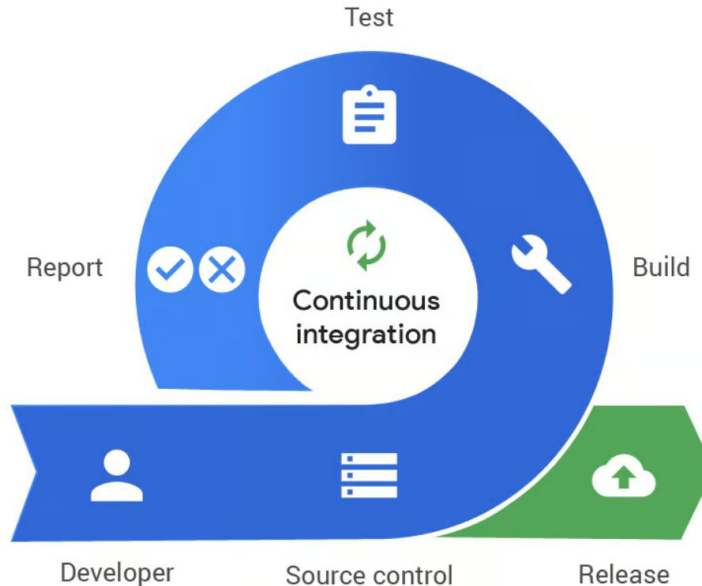 Test
Report
Continuous
integration
Build
Developer
Source control
Release